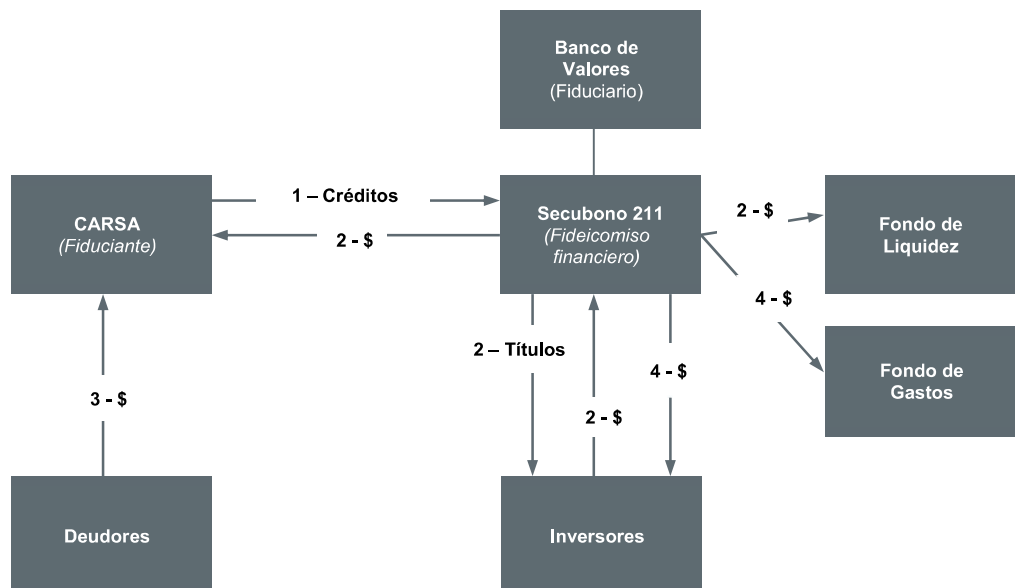 Banco de
Valores
(Fiduciario)
1 – Créditos
CARSA
(Fiduciante)
2 - $
Secubono 211
(Fideicomiso
financiero)
2 - $
Fondo de
Liquidez
4 - $
2 – Títulos
4 - $
Fondo de
Gastos
3 - $
2 - $
Deudores
Inversores